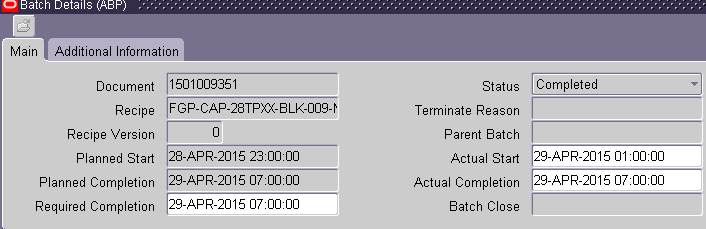 Batch Details (ABP)
Main Additional Information
Document 1501009351 Status Completed
Recipe FGP-CAP-28TPXX-BLK-009-N Terminate Reason
Recipe Version 0 Parent Batch
Planned Start 28-APR-2015 23:00:00 Actual Start 29-APR-2015 01:00:00
Planned Completion 29-APR-2015 07:00:00 Actual Completion 29-APR-2015 07:00:00
Required Completion 29-APR-2015 07:00:00 Batch Close